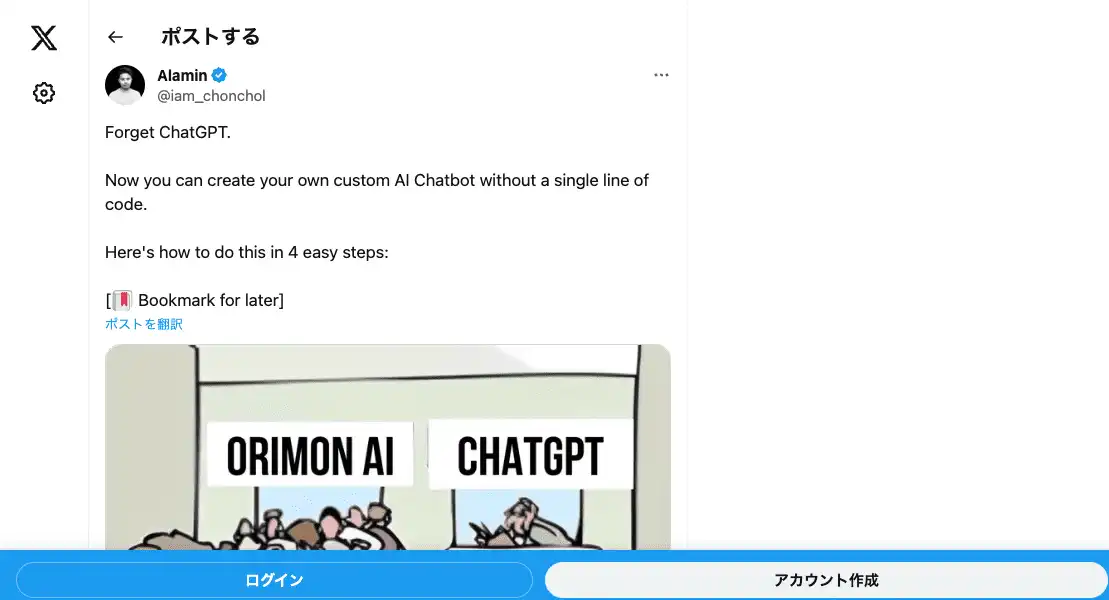 ポストする
Alamin
@iam_chonchol
Forget ChatGPT.
Now you can create your own custom AI Chatbot without a single line of
code.
Here's how to do this in 4 easy steps:
[🔖 Bookmark for later]
ポストを翻訳
ORIMON AI
CHATGPT
ログイン
アカウント作成